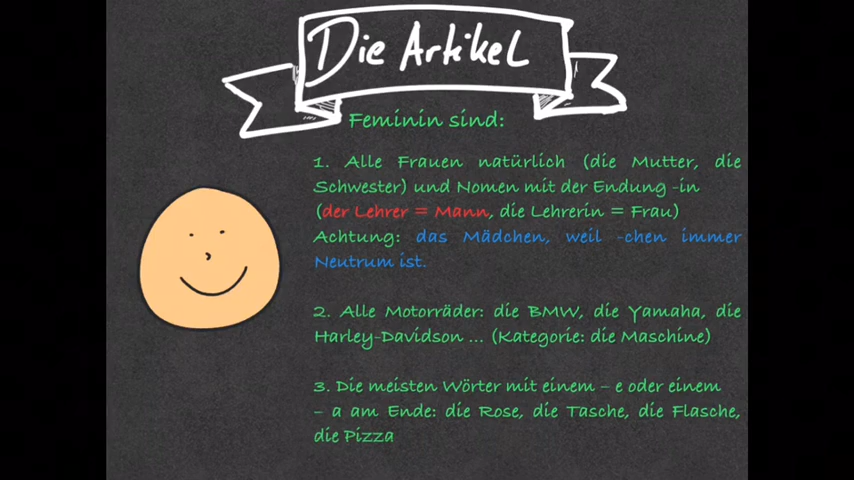 Die Artikel
Feminin sind:
1. Alle Frauen natürlich (die Mutter, die
Schwester) und Nomen mit der Endung -in
(der Lehrer = Mann, die Lehrerin = Frau)
Achtung: das Mädchen, weil -chen immer
Neutrum ist.
2. Alle Motorräder: die BMW, die Yamaha, die
Harley-Davidson ... (Kategorie: die Maschine)
3. Die meisten Wörter mit einem – e oder einem
– a am Ende: die Rose, die Tasche, die Flasche,
die Pizza